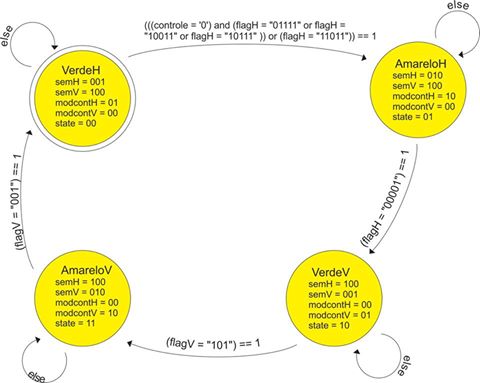 else
(((controle = '0') and (flagH = "01111" or flagH =
"10011" or flagH = "10111" )) or (flagH = "11011")) == 1
else
VerdeH
semH = 001
semV = 100
modcontH = 01
modcontV = 00
state = 00
AmareloH
semH = 010
semV = 100
modcontH = 10
modcontV = 00
state = 01
(flagV = "001") == 1
(flagH = "00001") == 1
AmareloV
semH = 100
semV = 010
modcontH = 00
modcontV = 10
state = 11
VerdeV
semH = 100
semV = 001
modcontH = 00
modcontV = 01
state = 10
(flagV = "101") == 1
else
else